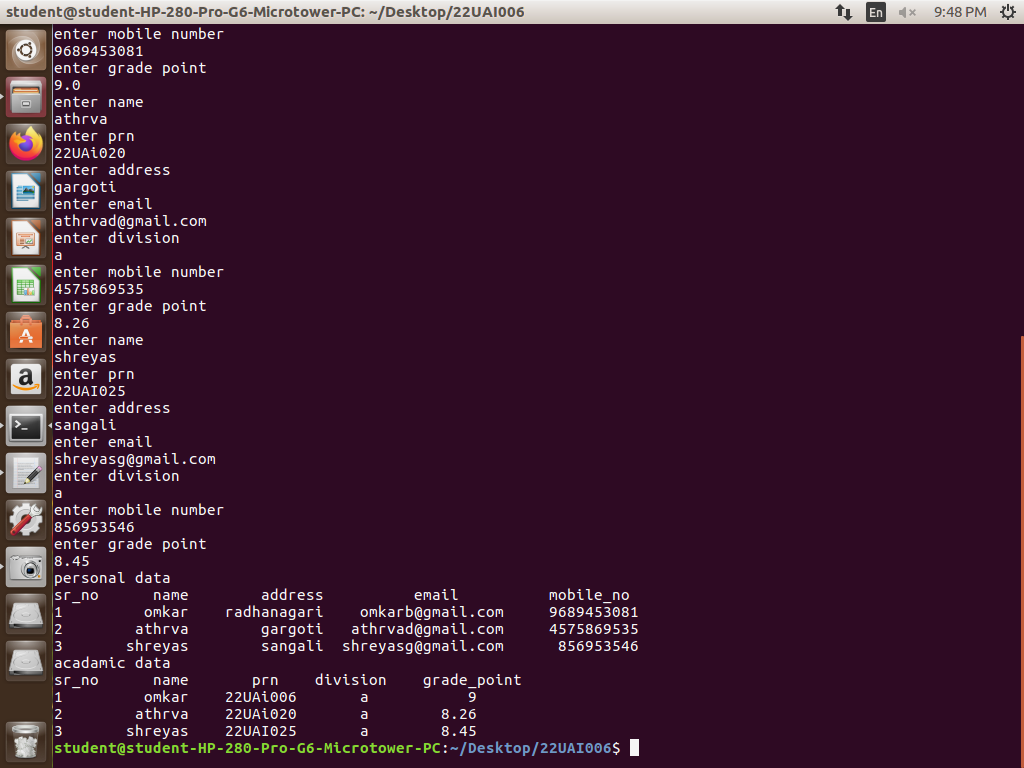 student@student-HP-280-Pro-G6-Microtower-PC: ~/Desktop/22UAI006 En 9:48 PM
enter mobile number
9689453081
enter grade point
9.0
enter name
athrva
enter prn
22UAi020
enter address
gargoti
enter email
athrvad@gmail.com
enter division
a
enter mobile number
4575869535
enter grade point
8.26
enter name
shreyas
enter prn
22UAI025
enter address
sangali
enter email
shreyasg@gmail.com
enter division
a
enter mobile number
856953546
enter grade point
8.45
personal data
sr_no name address email mobile_no
1 omkar radhanagari omkarb@gmail.com 9689453081
2 athrva gargoti athrvad@gmail.com 4575869535
3 shreyas sangali shreyasg@gmail.com 856953546
acadamic data
sr_no name prn division grade_point
1 omkar 22UAi006 a 9
2 athrva 22UAi020 a 8.26
3 shreyas 22UAI025 a 8.45
student@student-HP-280-Pro-G6-Microtower-PC:~/Desktop/22UAI006$